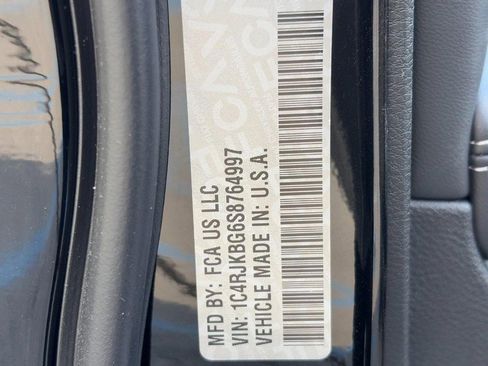 MFD BY: FCA US LLC
VIN: 1C4RJKBG6S8764997
VEHICLE MADE IN: U.S.A.